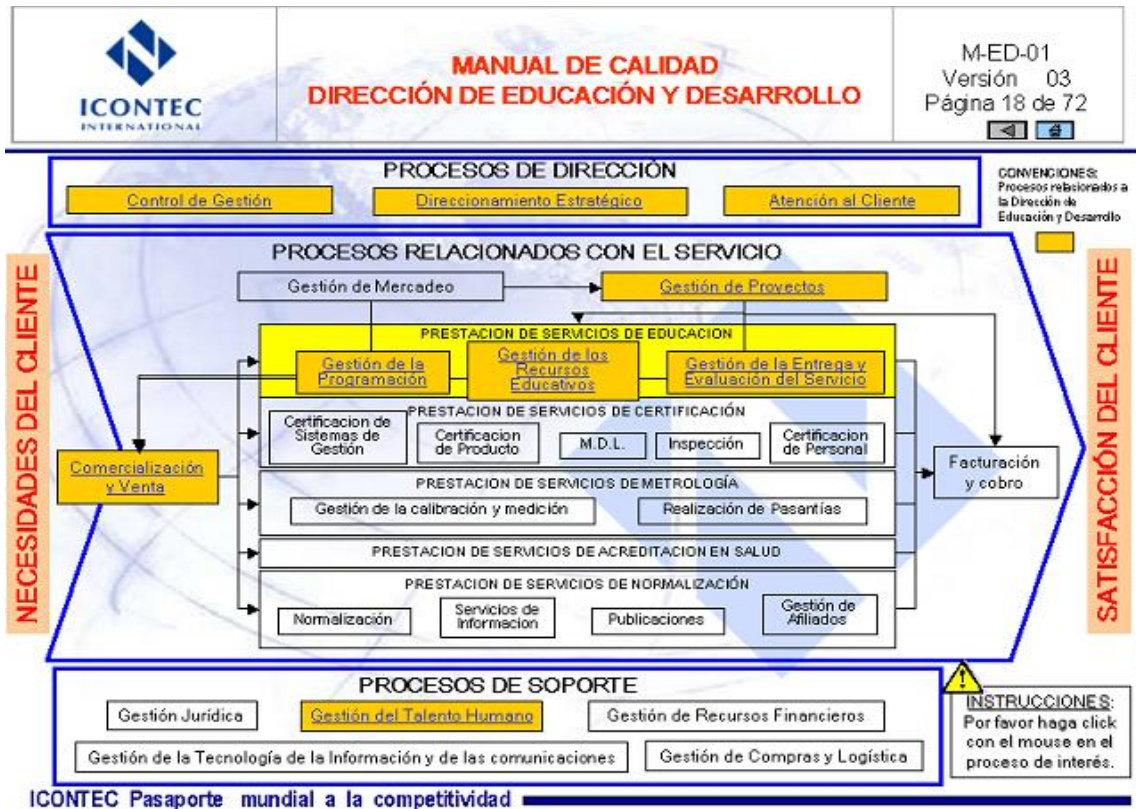 ICONTEC
INTERNATIONAL
MANUAL DE CALIDAD
DIRECCIÓN DE EDUCACIÓN Y DESARROLLO
M-ED-01
Versión 03
Página 18 de 72
PROCESOS DE DIRECCIÓN
Control de Gestión
Direccionamiento Estratégico
Atención al Cliente
CONVENCIONES:
Procesos relacionados a
la Dirección de
Educación y Desarrollo
NECESIDADES DEL CLIENTE
PROCESOS RELACIONADOS CON EL SERVICIO
Gestión de Mercadeo
Gestión de Proyectos
PRESTACION DE SERVICIOS DE EDUCACION
Gestión de la
Programación
Gestión de los
Recursos
Educativos
Gestión de la Entrega y
Evaluación del Servicio
PRESTACION DE SERVICIOS DE CERTIFICACIÓN
Certificacion de
Sistemas de
Gestión
Certificacion
de Producto
M.D.L.
Inspección
Certificacion
de Personal
Comercialización
y Venta
PRESTACION DE SERVICIOS DE METROLOGÍA
Gestión de la calibración y medición
Realización de Pasantías
PRESTACION DE SERVICIOS DE ACREDITACION EN SALUD
PRESTACION DE SERVICIOS DE NORMALIZACIÓN
Normalización
Servicios de
Informacion
Publicaciones
Gestión de
Afiliados
Facturación
y cobro
SATISFACCIÓN DEL CLIENTE
PROCESOS DE SOPORTE
Gestión Jurídica
Gestión del Talento Humano
Gestión de Recursos Financieros
Gestión de la Tecnología de la Información y de las comunicaciones
Gestión de Compras y Logística
!
INSTRUCCIONES:
Por favor haga click
con el mouse en el
proceso de interés.
ICONTEC Pasaporte mundial a la competitividad